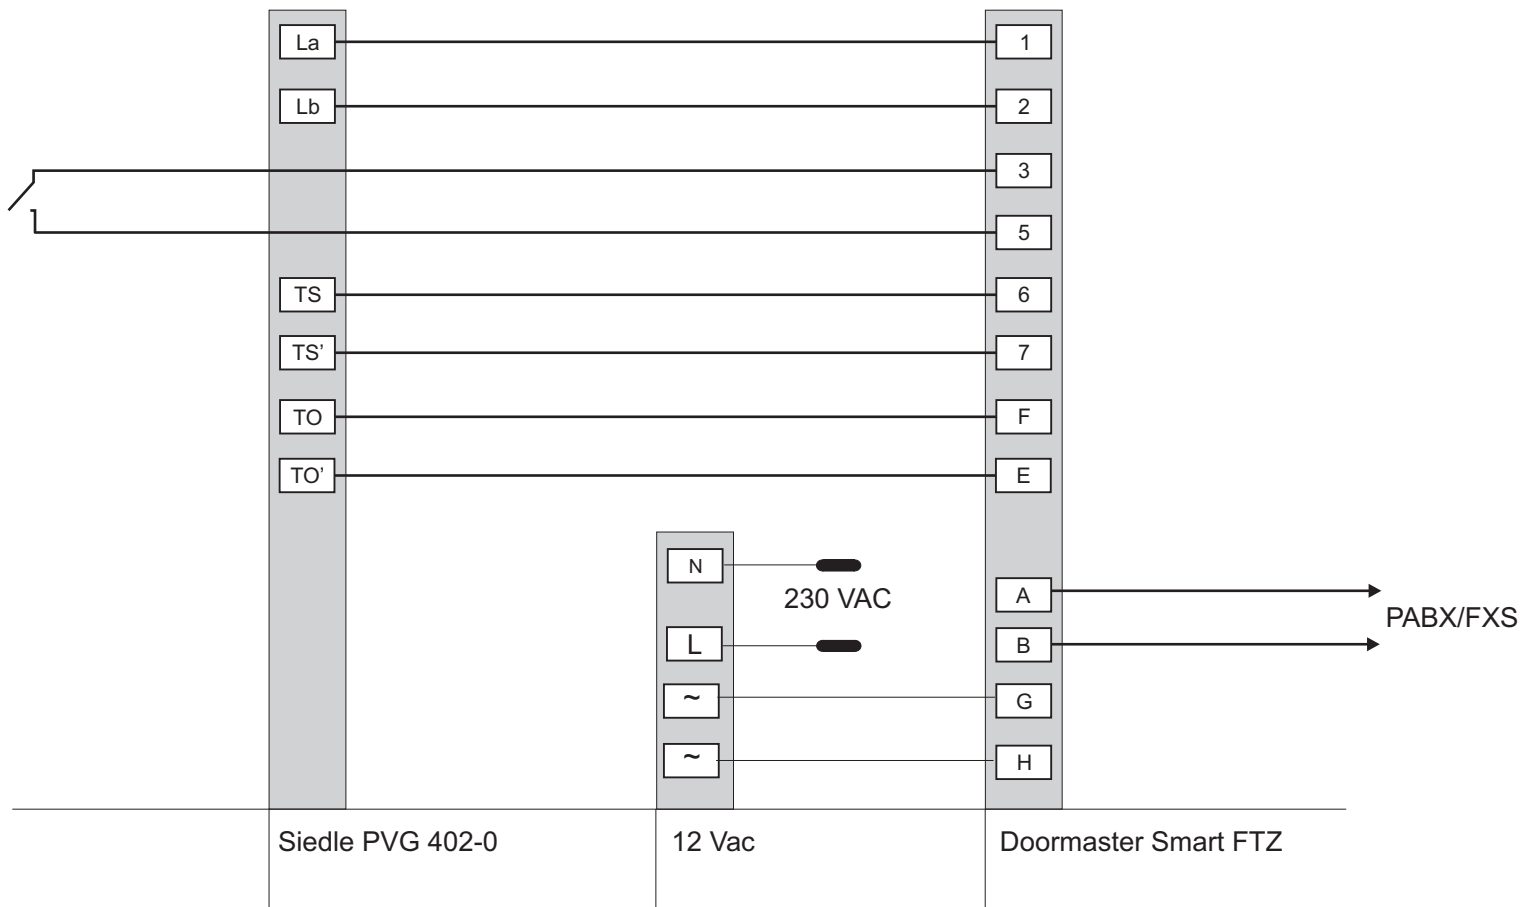 La 1
Lb 2
3
5
TS 6
TS’ 7
TO F
TO’ E
N
230 VAC
A
PABX/FXS
L B
~ G
~ H
Siedle PVG 402-0 12 Vac Doormaster Smart FTZ